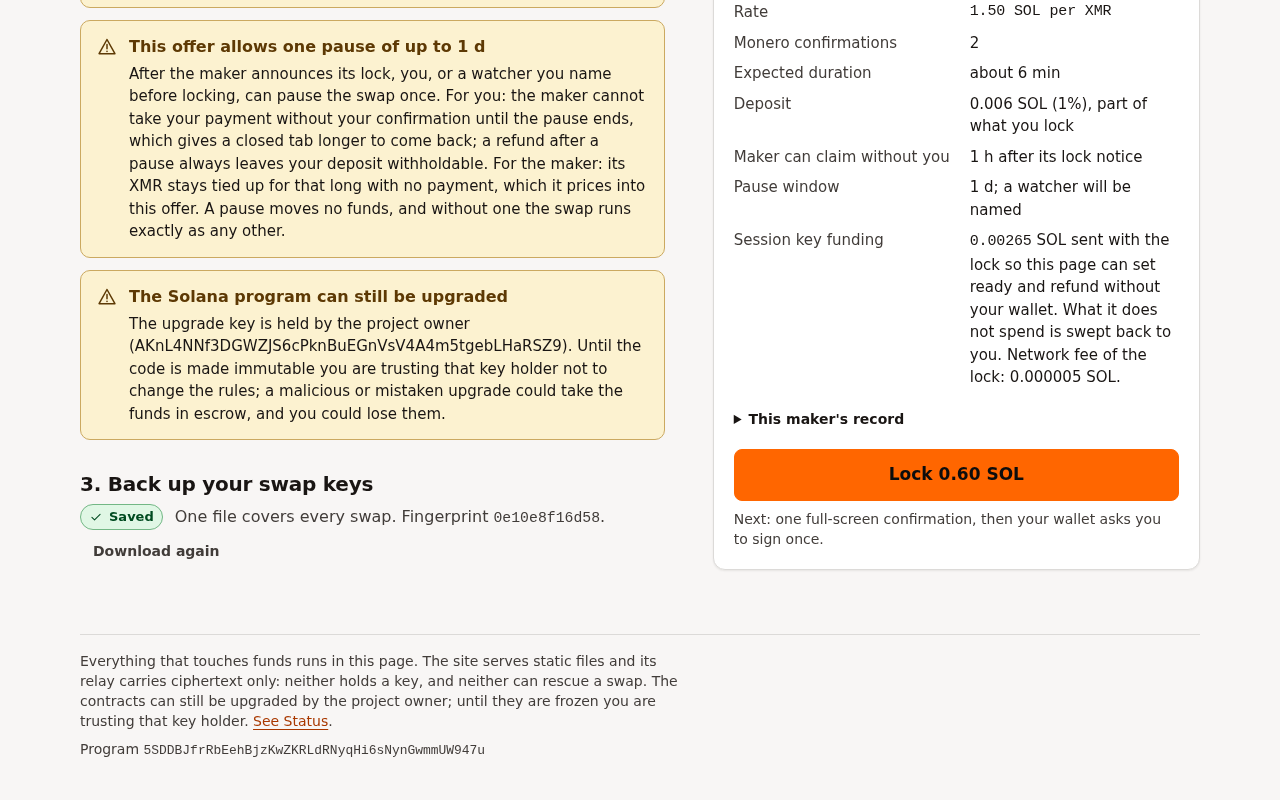 This offer allows one pause of up to 1 d
After the maker announces its lock, you, or a watcher you name
before locking, can pause the swap once. For you: the maker cannot
take your payment without your confirmation until the pause ends,
which gives a closed tab longer to come back; a refund after a
pause always leaves your deposit withholdable. For the maker: its
XMR stays tied up for that long with no payment, which it prices into
this offer. A pause moves no funds, and without one the swap runs
exactly as any other.
The Solana program can still be upgraded
The upgrade key is held by the project owner
(AKnL4NNf3DGWZJS6cPknBuEGnVsV4A4m5tgebLHaRSZ9). Until the
code is made immutable you are trusting that key holder not to
change the rules; a malicious or mistaken upgrade could take the
funds in escrow, and you could lose them.
3. Back up your swap keys
Saved One file covers every swap. Fingerprint 0e10e8f16d58.
Download again
Rate 1.50 SOL per XMR
Monero confirmations 2
Expected duration about 6 min
Deposit 0.006 SOL (1%), part of
what you lock
Maker can claim without you 1 h after its lock notice
Pause window 1 d; a watcher will be
named
Session key funding 0.00265 SOL sent with the
lock so this page can set
ready and refund without
your wallet. What it does
not spend is swept back to
you. Network fee of the
lock: 0.000005 SOL.
This maker's record
Lock 0.60 SOL
Next: one full-screen confirmation, then your wallet asks you
to sign once.
Everything that touches funds runs in this page. The site serves static files and its
relay carries ciphertext only: neither holds a key, and neither can rescue a swap. The
contracts can still be upgraded by the project owner; until they are frozen you are
trusting that key holder. See Status.
Program 5SDDBJfrRbEehBjzKwZKRLdRNyqHi6sNynGwmmUW947u